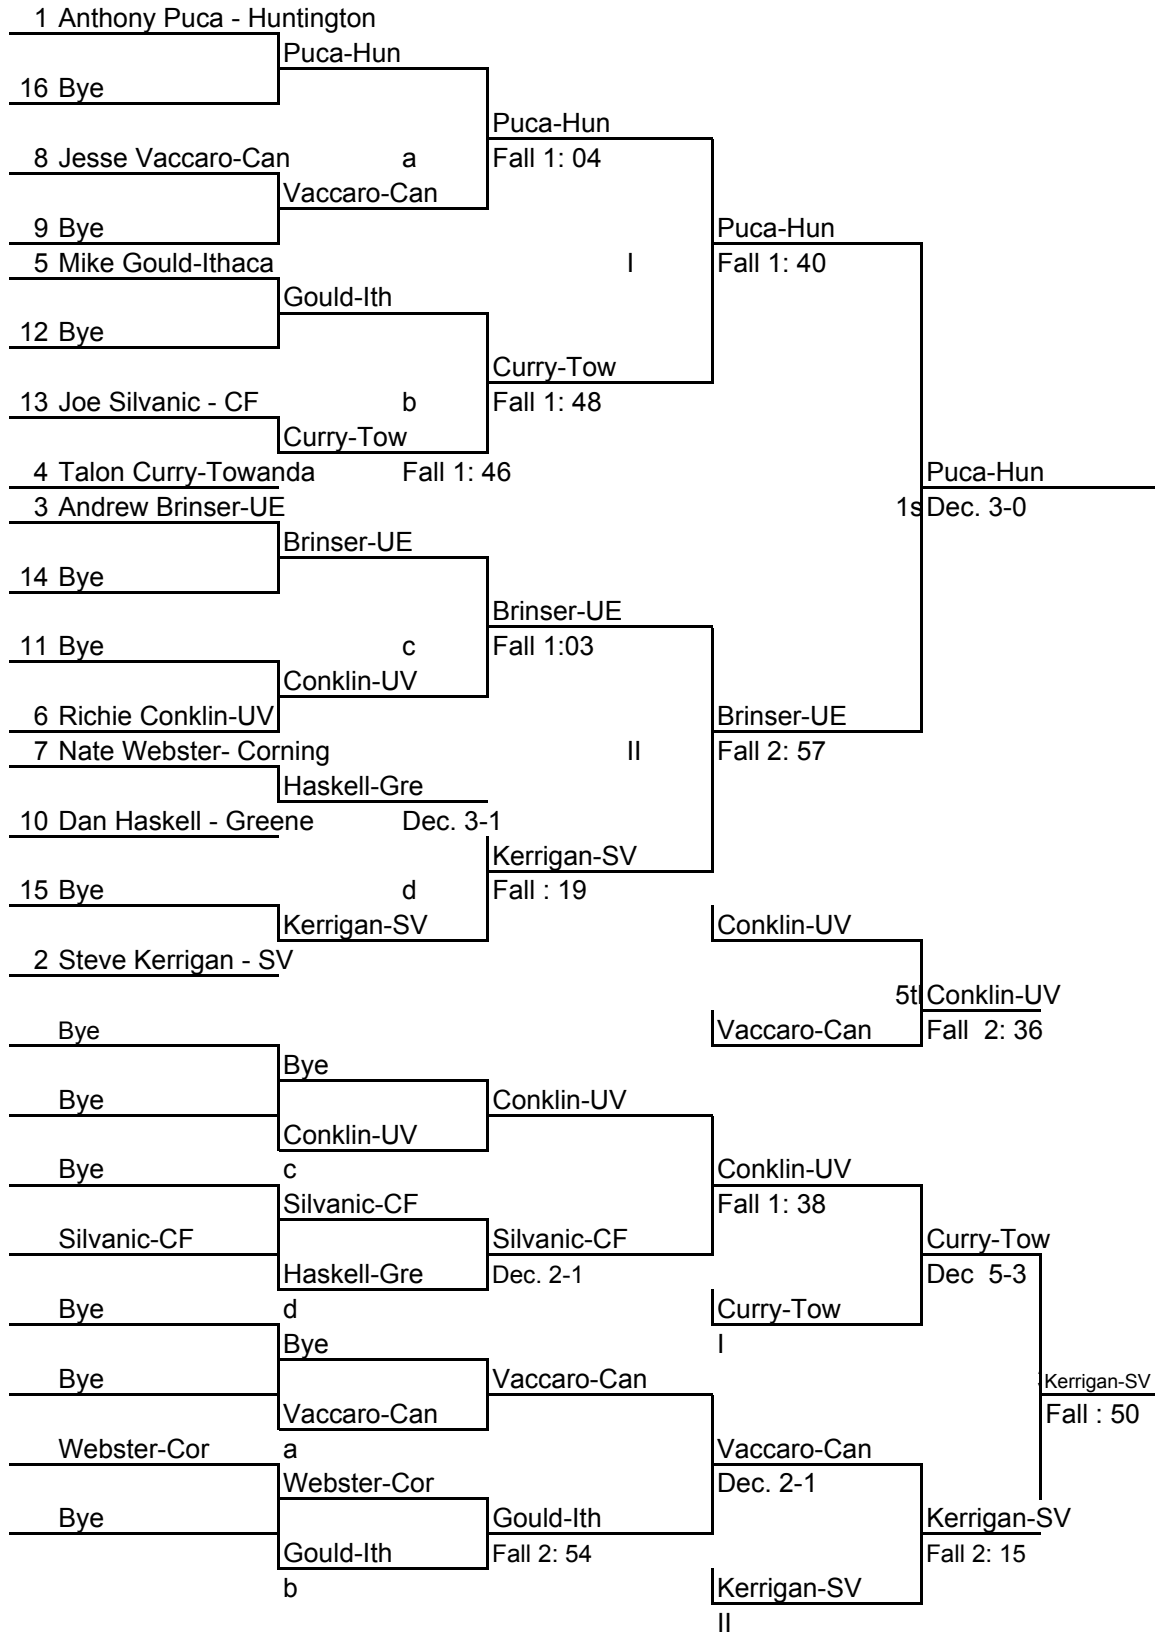 1 Anthony Puca - Huntington
Puca-Hun
16 Bye
Puca-Hun
8 Jesse Vaccaro-Can a Fall 1: 04
Vaccaro-Can
9 Bye Puca-Hun
5 Mike Gould-Ithaca I Fall 1: 40
Gould-Ith
12 Bye
Curry-Tow
13 Joe Silvanic - CF b Fall 1: 48
Curry-Tow
4 Talon Curry-Towanda Fall 1: 46 Puca-Hun
3 Andrew Brinser-UE 1s Dec. 3-0
Brinser-UE
14 Bye
Brinser-UE
11 Bye c Fall 1:03
Conklin-UV
6 Richie Conklin-UV Brinser-UE
7 Nate Webster- Corning II Fall 2: 57
Haskell-Gre
10 Dan Haskell - Greene Dec. 3-1
Kerrigan-SV
15 Bye d Fall : 19
Kerrigan-SV Conklin-UV
2 Steve Kerrigan - SV
5tl Conklin-UV
Bye Vaccaro-Can Fall 2: 36
Bye
Bye Conklin-UV
Conklin-UV
Bye c Conklin-UV
Silvanic-CF Fall 1: 38
Silvanic-CF Silvanic-CF Curry-Tow
Haskell-Gre Dec. 2-1 Dec 5-3
Bye d Curry-Tow
Bye I
Bye Vaccaro-Can Kerrigan-SV
Vaccaro-Can Fall : 50
Webster-Cor a Vaccaro-Can
Webster-Cor Dec. 2-1
Bye Gould-Ith Kerrigan-SV
Gould-Ith Fall 2: 54 Fall 2: 15
b Kerrigan-SV
II